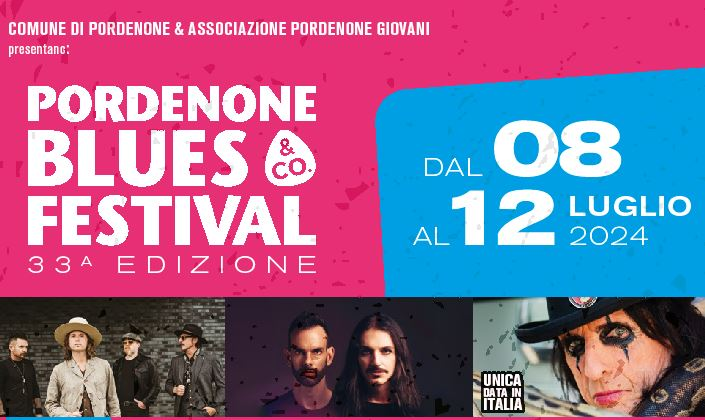 COMUNE DI PORDENONE & ASSOCIAZIONE PORDENONE GIOVANI
presentano:
PORDENONE
BLUES & CO.
FESTIVAL
33ª EDIZIONE
DAL 08
AL 12 LUGLIO
2024
UNICA
DATA IN
ITALIA